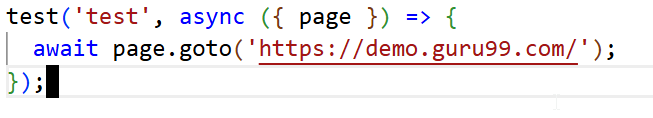 test('test', async ({ page }) => {
  await page.goto('https://demo.guru99.com/');
});